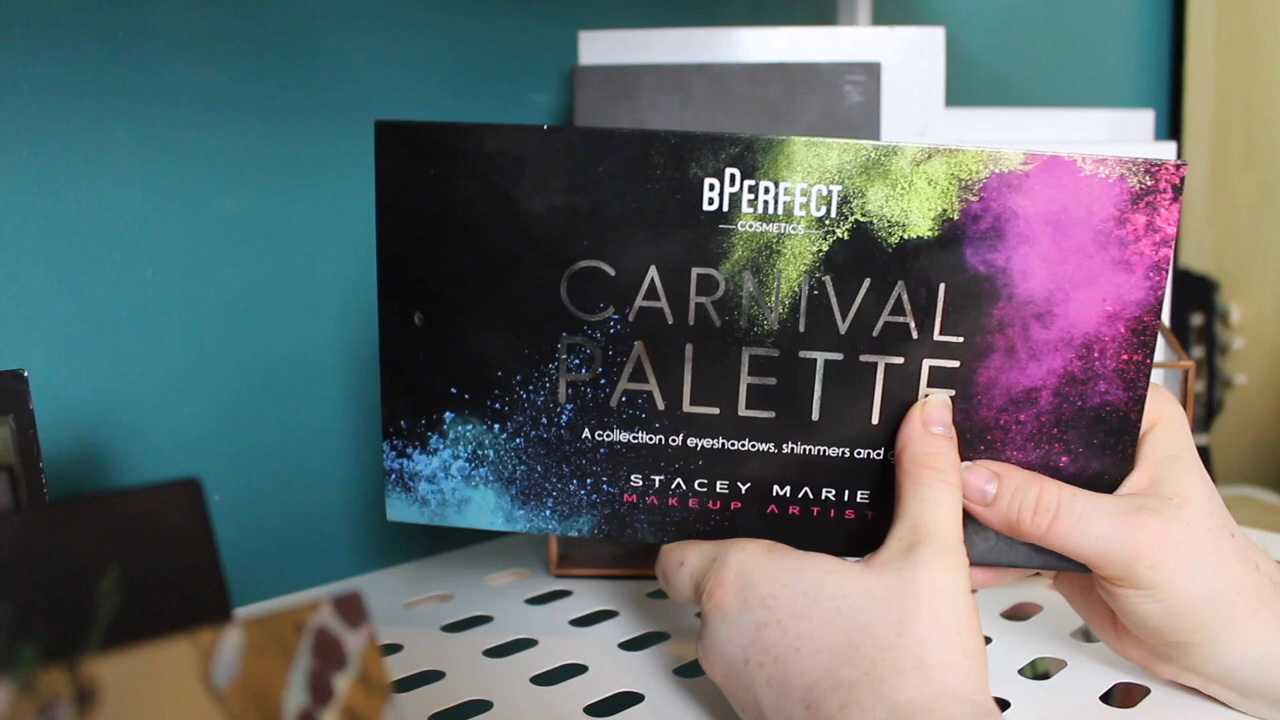 BPERFECT
COSMETICS
CARNIVAL
PALETTE
A collection of eyeshadows, shimmers and
STACEY MARIE
MAKEUP ARTIST